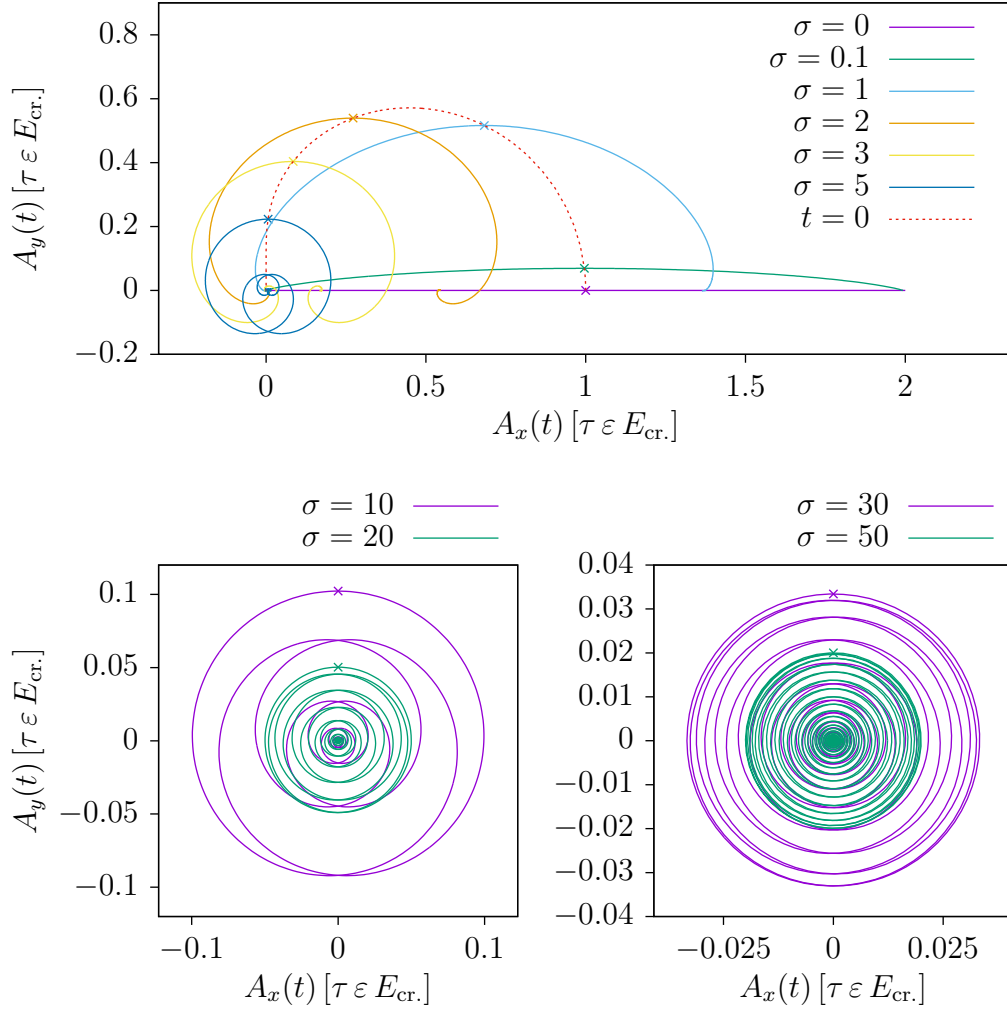 σ = 0
σ = 0.1
σ = 1
σ = 2
σ = 3
σ = 5
t = 0
A_y(t) [τ ε E_cr.]
0.8
0.6
0.4
0.2
0
−0.2
0 0.5 1 1.5 2
A_x(t) [τ ε E_cr.]
σ = 10
σ = 20
A_y(t) [τ ε E_cr.]
0.1
0.05
0
−0.05
−0.1
−0.1 0 0.1
A_x(t) [τ ε E_cr.]
σ = 30
σ = 50
0.04
0.03
0.02
0.01
0
−0.01
−0.02
−0.03
−0.04
−0.025 0 0.025
A_x(t) [τ ε E_cr.]